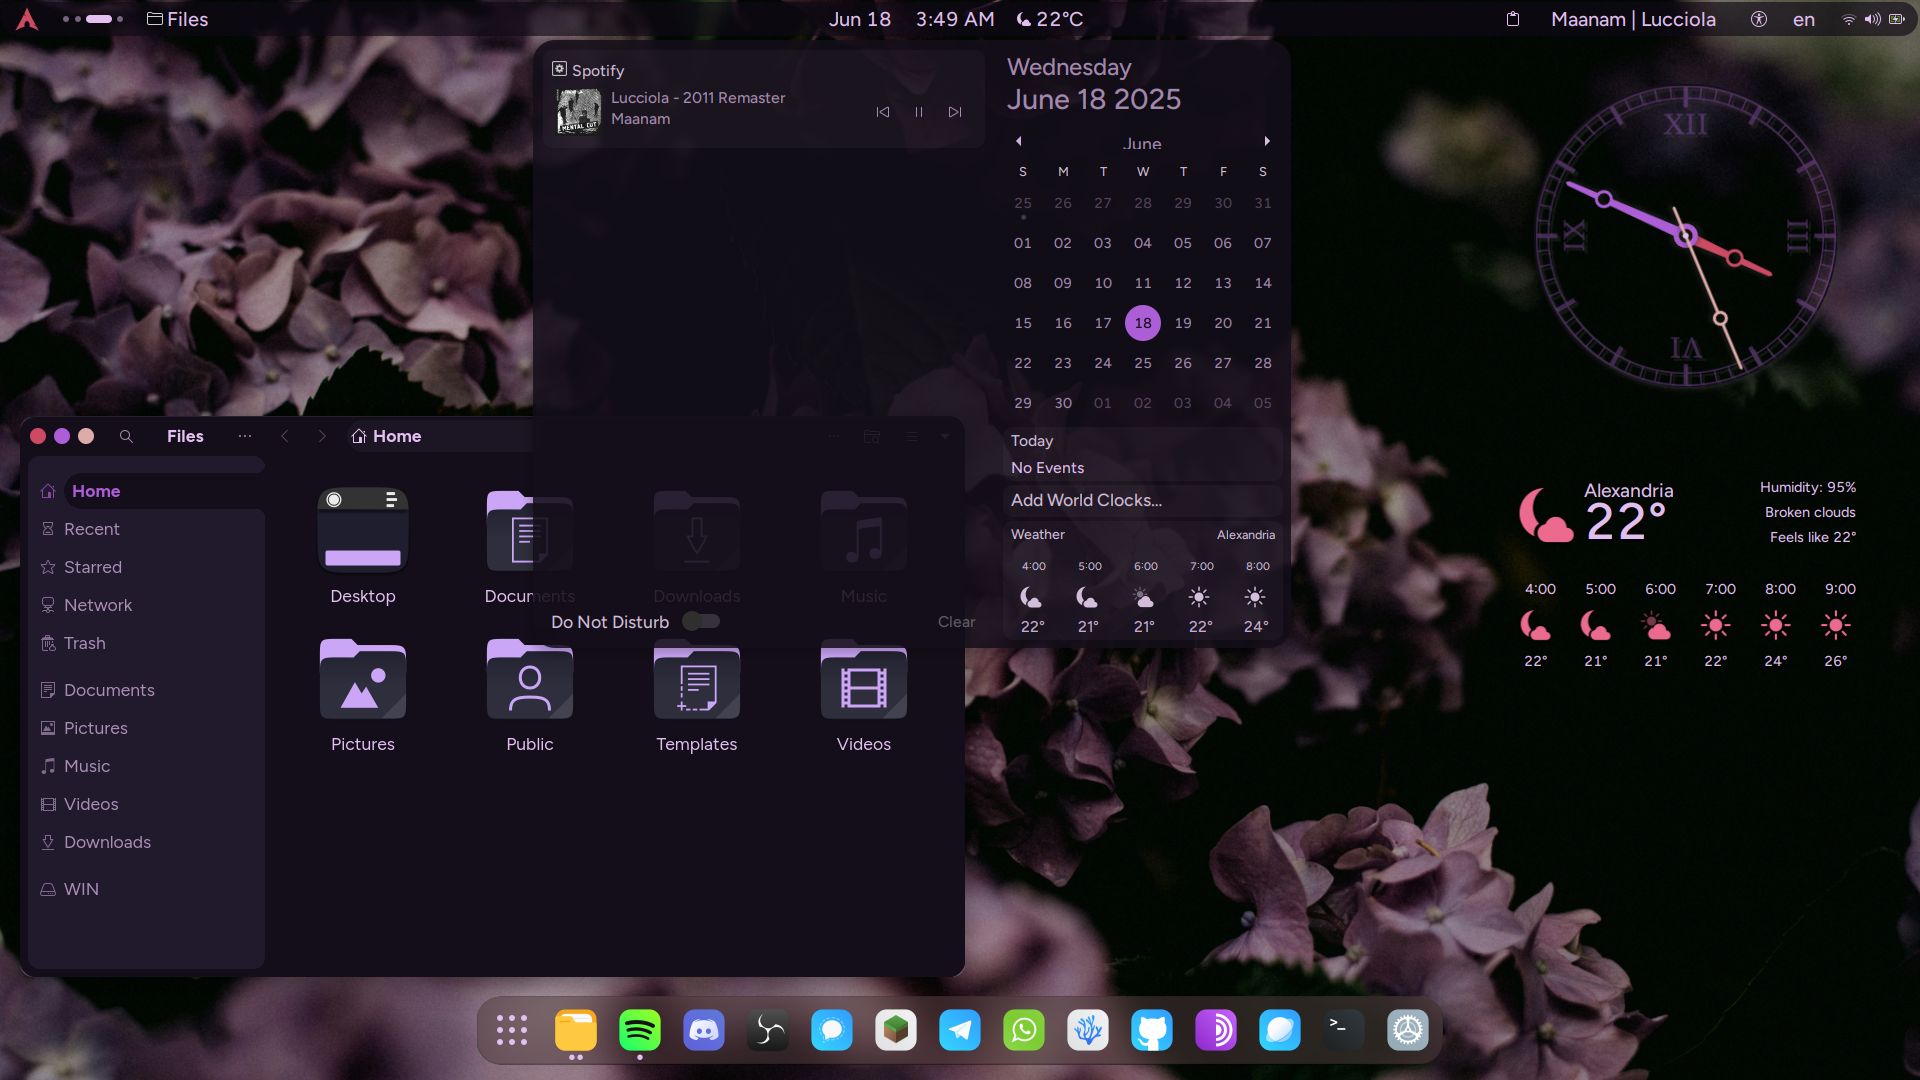 Files
Jun 18 3:49 AM 22°C
Maanam | Lucciola
en
Spotify
Lucciola - 2011 Remaster
Maanam
MENTAL CUT
Wednesday
June 18 2025
June
S M T W T F S
25 26 27 28 29 30 31
01 02 03 04 05 06 07
08 09 10 11 12 13 14
15 16 17 18 19 20 21
22 23 24 25 26 27 28
29 30 01 02 03 04 05
Today
No Events
Add World Clocks...
Weather Alexandria
4:00 5:00 6:00 7:00 8:00
22° 21° 21° 22° 24°
Do Not Disturb
Clear
XII
III
VI
IX
Alexandria
22°
Humidity: 95%
Broken clouds
Feels like 22°
4:00 5:00 6:00 7:00 8:00 9:00
22° 21° 21° 22° 24° 26°
Files
Home
Home
Recent
Starred
Network
Trash
Documents
Pictures
Music
Videos
Downloads
WIN
Desktop
Documents
Downloads
Music
Pictures
Public
Templates
Videos
>_